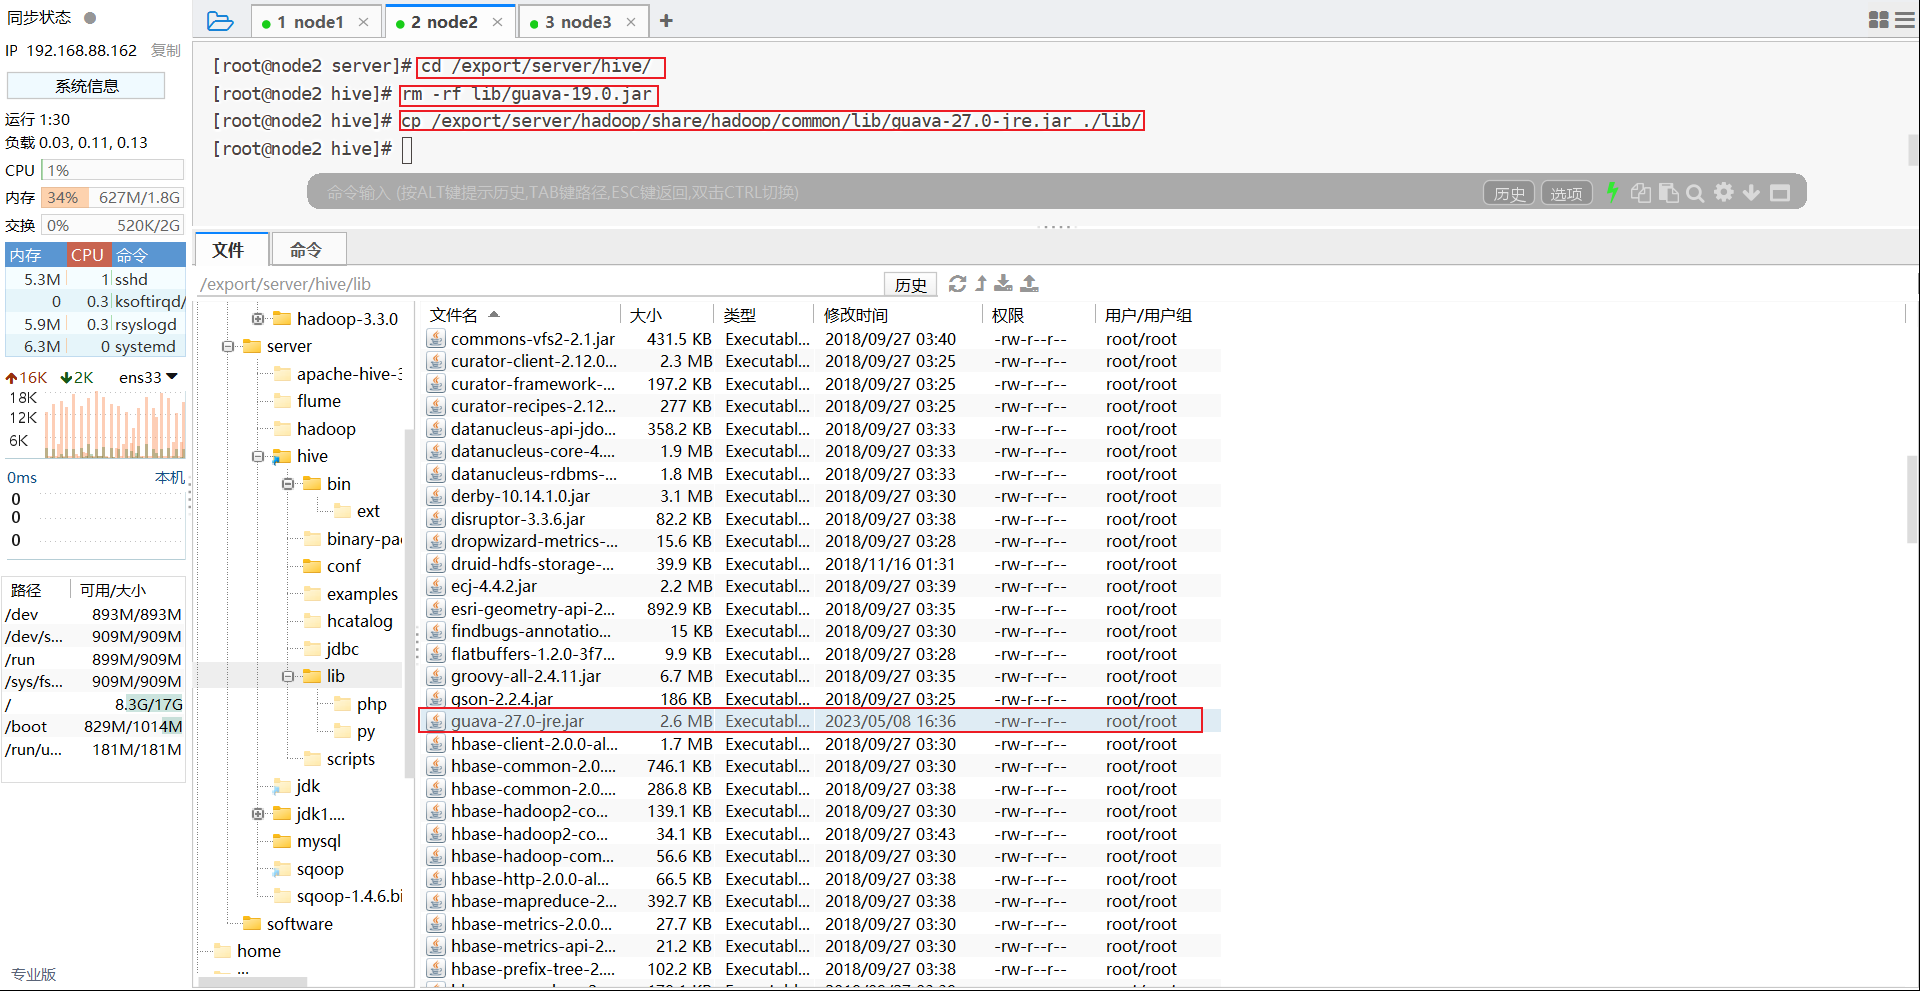 同步状态
IP 192.168.88.162 复制
系统信息
运行 1:30
负载 0.03, 0.11, 0.13
CPU 1%
内存 34% 627M/1.8G
交换 0% 520K/2G
内存 CPU 命令
5.3M 1 sshd
0 0.3 ksoftirqd/
5.9M 0.3 rsyslogd
6.3M 0 systemd
16K 2K ens33
18K
12K
6K
0ms 本机
0
0
0
路径 可用/大小
/dev 893M/893M
/dev/s... 909M/909M
/run 899M/909M
/sys/fs... 909M/909M
/ 8.3G/17G
/boot 829M/1014M
/run/u... 181M/181M
专业版
1 node1
2 node2
3 node3
[root@node2 server]# cd /export/server/hive/
[root@node2 hive]# rm -rf lib/guava-19.0.jar
[root@node2 hive]# cp /export/server/hadoop/share/hadoop/common/lib/guava-27.0-jre.jar ./lib/
[root@node2 hive]#
命令输入 (按ALT键提示历史,TAB键路径,ESC键返回,双击CTRL切换) 历史 选项
文件 命令
/export/server/hive/lib 历史
hadoop-3.3.0
server
apache-hive-3
flume
hadoop
hive
bin
ext
binary-pac
conf
examples
hcatalog
jdbc
lib
php
py
scripts
jdk
jdk1....
mysql
sqoop
sqoop-1.4.6.bi
software
home
...
文件名 大小 类型 修改时间 权限 用户/用户组
commons-vfs2-2.1.jar 431.5 KB Executabl... 2018/09/27 03:40 -rw-r--r-- root/root
curator-client-2.12.0... 2.3 MB Executabl... 2018/09/27 03:25 -rw-r--r-- root/root
curator-framework-... 197.2 KB Executabl... 2018/09/27 03:25 -rw-r--r-- root/root
curator-recipes-2.12... 277 KB Executabl... 2018/09/27 03:25 -rw-r--r-- root/root
datanucleus-api-jdo... 358.2 KB Executabl... 2018/09/27 03:33 -rw-r--r-- root/root
datanucleus-core-4.... 1.9 MB Executabl... 2018/09/27 03:33 -rw-r--r-- root/root
datanucleus-rdbms-... 1.8 MB Executabl... 2018/09/27 03:33 -rw-r--r-- root/root
derby-10.14.1.0.jar 3.1 MB Executabl... 2018/09/27 03:30 -rw-r--r-- root/root
disruptor-3.3.6.jar 82.2 KB Executabl... 2018/09/27 03:38 -rw-r--r-- root/root
dropwizard-metrics-... 15.6 KB Executabl... 2018/09/27 03:28 -rw-r--r-- root/root
druid-hdfs-storage-... 39.9 KB Executabl... 2018/11/16 01:31 -rw-r--r-- root/root
ecj-4.4.2.jar 2.2 MB Executabl... 2018/09/27 03:39 -rw-r--r-- root/root
esri-geometry-api-2... 892.9 KB Executabl... 2018/09/27 03:35 -rw-r--r-- root/root
findbugs-annotatio... 15 KB Executabl... 2018/09/27 03:30 -rw-r--r-- root/root
flatbuffers-1.2.0-3f7... 9.9 KB Executabl... 2018/09/27 03:28 -rw-r--r-- root/root
groovy-all-2.4.11.jar 6.7 MB Executabl... 2018/09/27 03:35 -rw-r--r-- root/root
gson-2.2.4.jar 186 KB Executabl... 2018/09/27 03:25 -rw-r--r-- root/root
guava-27.0-jre.jar 2.6 MB Executabl... 2023/05/08 16:36 -rw-r--r-- root/root
hbase-client-2.0.0-al... 1.7 MB Executabl... 2018/09/27 03:30 -rw-r--r-- root/root
hbase-common-2.0.... 746.1 KB Executabl... 2018/09/27 03:30 -rw-r--r-- root/root
hbase-common-2.0.... 286.8 KB Executabl... 2018/09/27 03:38 -rw-r--r-- root/root
hbase-hadoop2-co... 139.1 KB Executabl... 2018/09/27 03:30 -rw-r--r-- root/root
hbase-hadoop2-co... 34.1 KB Executabl... 2018/09/27 03:43 -rw-r--r-- root/root
hbase-hadoop-com... 56.6 KB Executabl... 2018/09/27 03:30 -rw-r--r-- root/root
hbase-http-2.0.0-al... 66.5 KB Executabl... 2018/09/27 03:38 -rw-r--r-- root/root
hbase-mapreduce-2... 392.7 KB Executabl... 2018/09/27 03:38 -rw-r--r-- root/root
hbase-metrics-2.0.0... 27.7 KB Executabl... 2018/09/27 03:30 -rw-r--r-- root/root
hbase-metrics-api-2... 21.2 KB Executabl... 2018/09/27 03:30 -rw-r--r-- root/root
hbase-prefix-tree-2.... 102.2 KB Executabl... 2018/09/27 03:38 -rw-r--r-- root/root